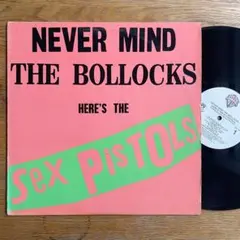 NEVER MIND
THE BOLLOCKS
HERE'S THE
Sex PisTOls